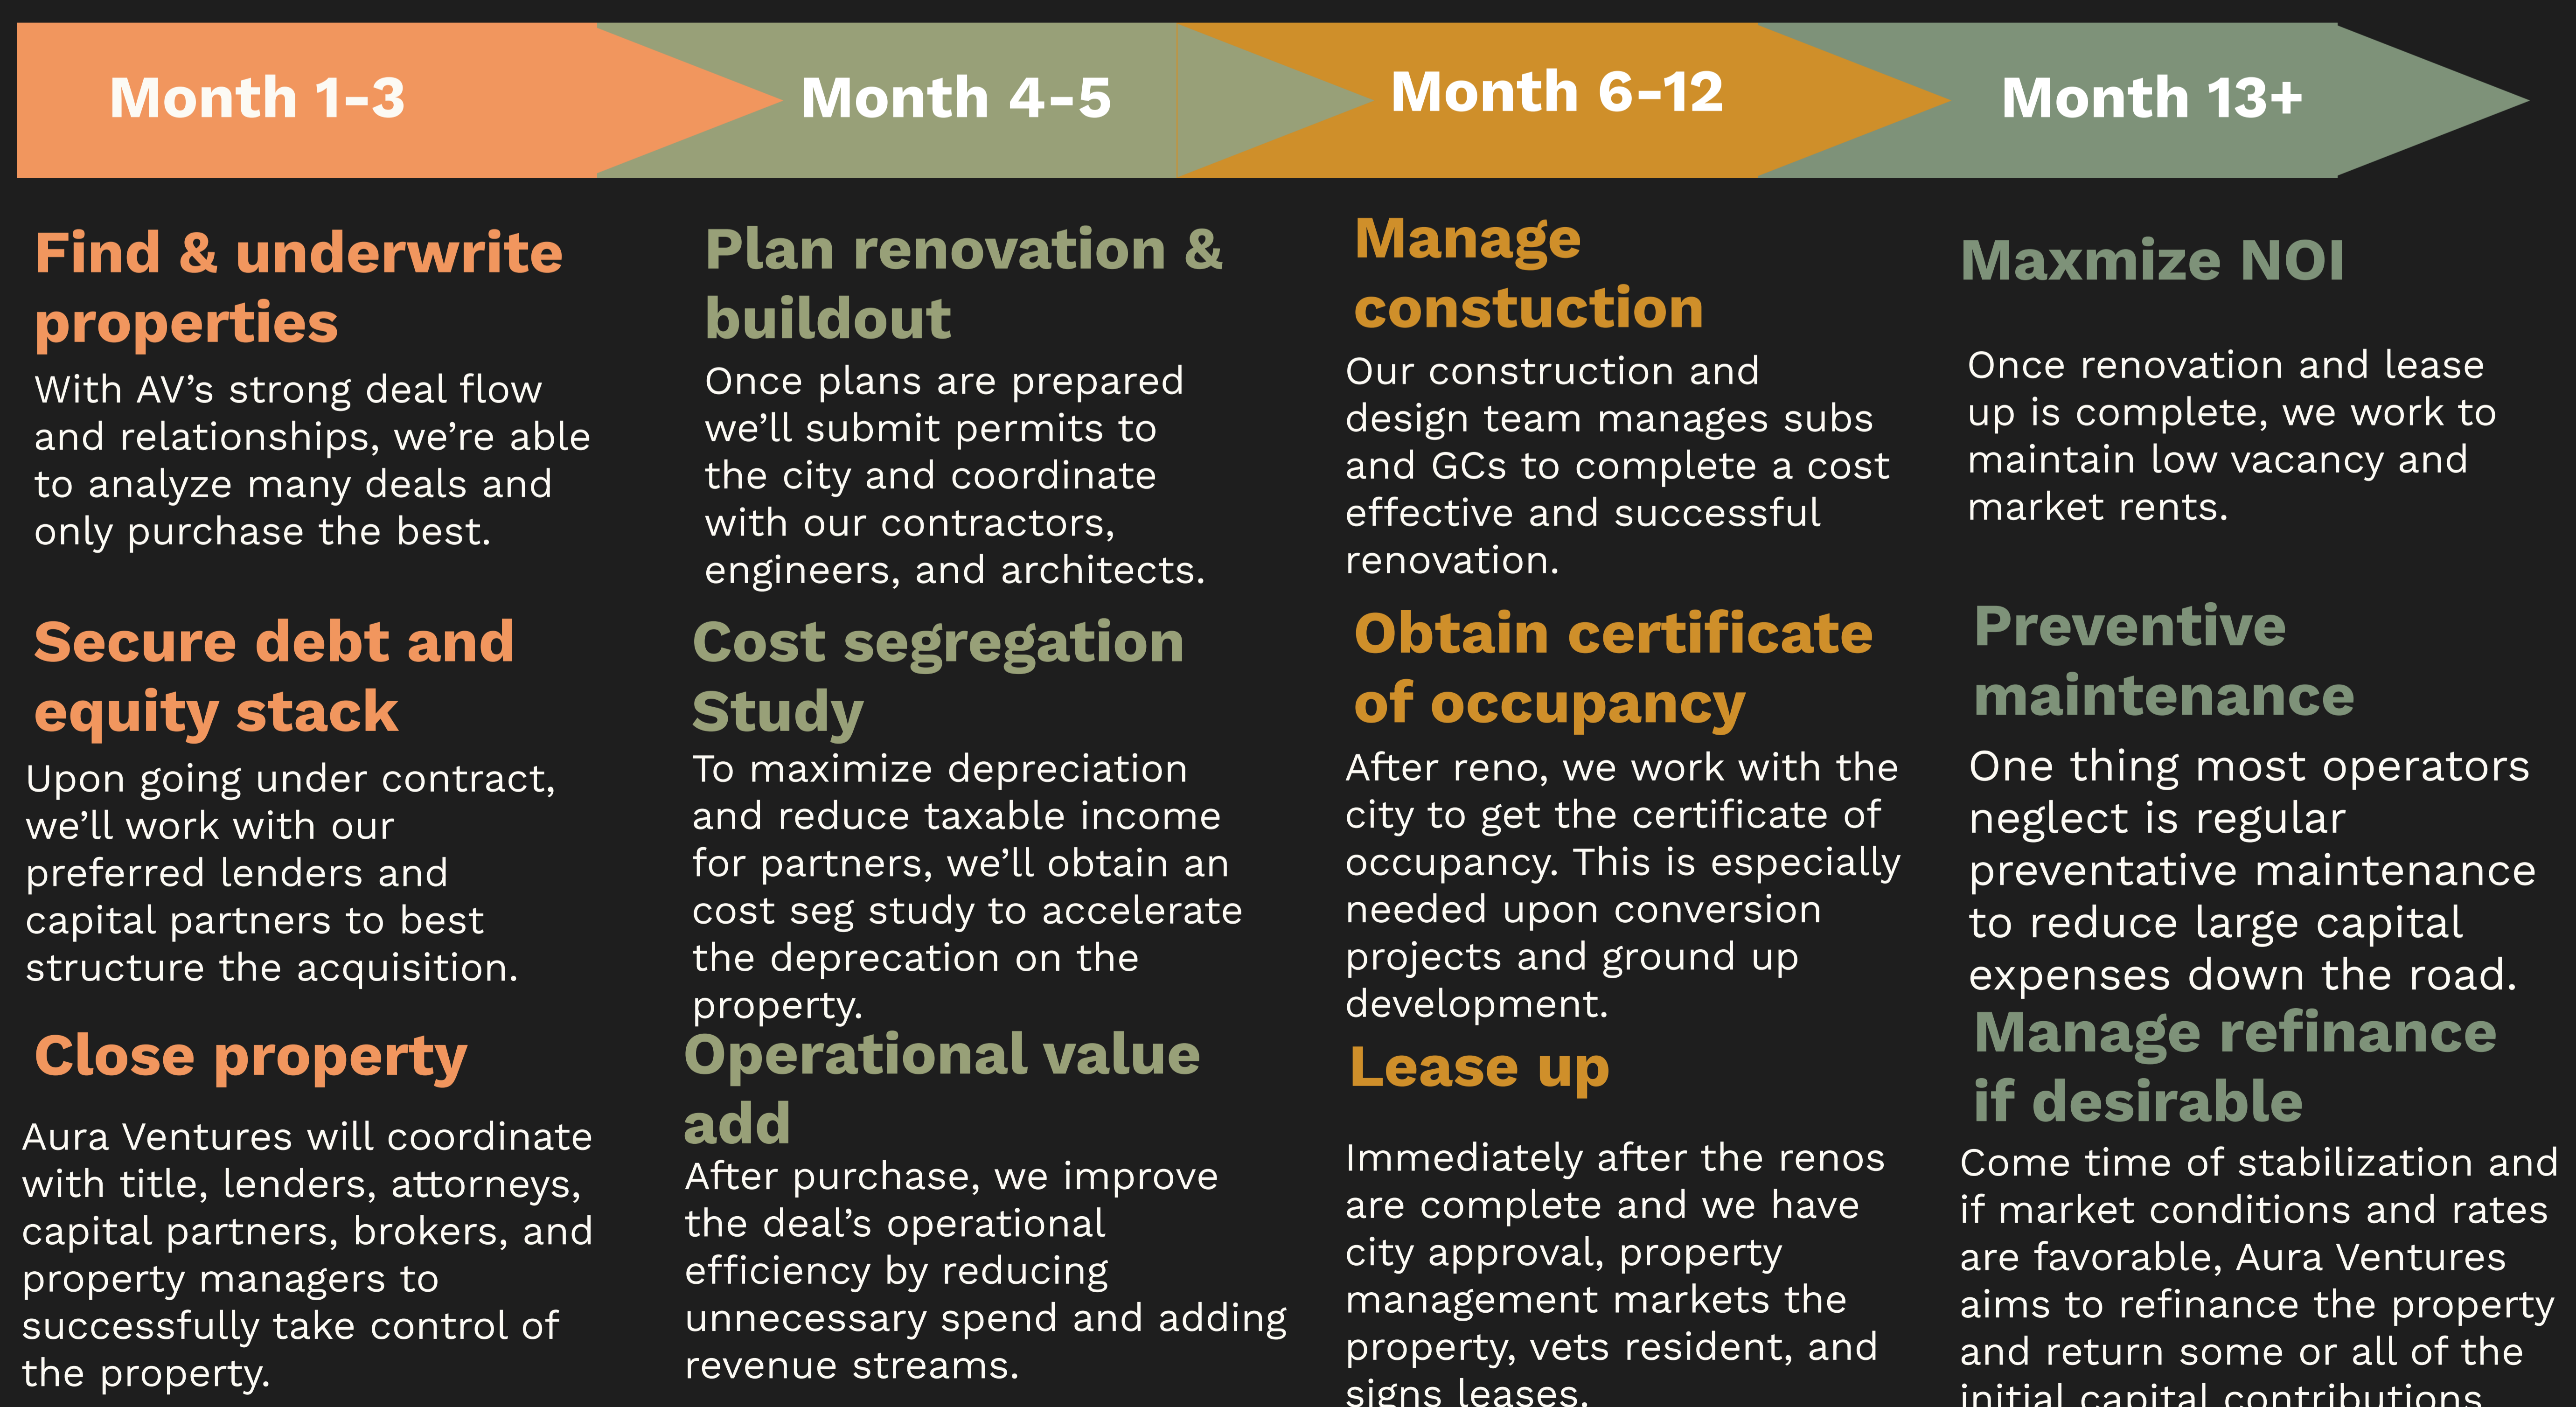 Month 1-3
Month 4-5
Month 6-12
Month 13+
Find & underwrite
properties
With AV’s strong deal flow
and relationships, we’re able
to analyze many deals and
only purchase the best.
Secure debt and
equity stack
Upon going under contract,
we’ll work with our
preferred lenders and
capital partners to best
structure the acquisition.
Close property
Aura Ventures will coordinate
with title, lenders, attorneys,
capital partners, brokers, and
property managers to
successfully take control of
the property.
Plan renovation &
buildout
Once plans are prepared
we’ll submit permits to
the city and coordinate
with our contractors,
engineers, and architects.
Cost segregation
Study
To maximize depreciation
and reduce taxable income
for partners, we’ll obtain an
cost seg study to accelerate
the deprecation on the
property.
Operational value
add
After purchase, we improve
the deal’s operational
efficiency by reducing
unnecessary spend and adding
revenue streams.
Manage
constuction
Our construction and
design team manages subs
and GCs to complete a cost
effective and successful
renovation.
Obtain certificate
of occupancy
After reno, we work with the
city to get the certificate of
occupancy. This is especially
needed upon conversion
projects and ground up
development.
Lease up
Immediately after the renos
are complete and we have
city approval, property
management markets the
property, vets resident, and
signs leases.
Maxmize NOI
Once renovation and lease
up is complete, we work to
maintain low vacancy and
market rents.
Preventive
maintenance
One thing most operators
neglect is regular
preventative maintenance
to reduce large capital
expenses down the road.
Manage refinance
if desirable
Come time of stabilization and
if market conditions and rates
are favorable, Aura Ventures
aims to refinance the property
and return some or all of the
initial capital contributions